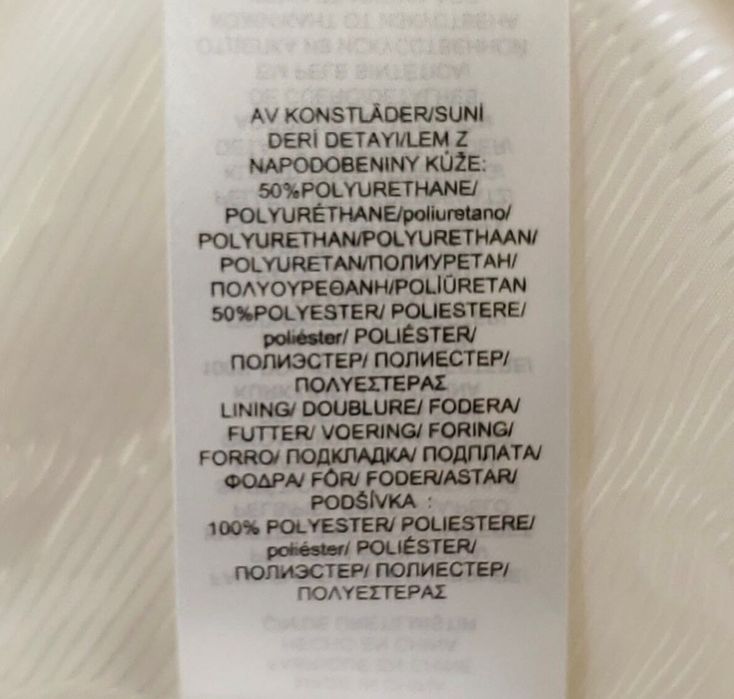 AV KONSTLÄDER/SUNİ
DERİ DETAYI/LEM Z
NAPODOBENINY KŮŽE:
50%POLYURETHANE/
POLYURÉTHANE/poliuretano/
POLYURETHAN/POLYURETHAAN/
POLYURETAN/ПОЛИУРЕТАН/
ΠΟΛΥΟΥΡΕΘΑΝΗ/POLİÜRETAN
50%POLYESTER/ POLIESTERE/
poliéster/ POLIÉSTER/
ПОЛИЭСТЕР/ ПОЛИЕСТЕР/
ΠΟΛΥΕΣΤΕΡΑΣ
LINING/ DOUBLURE/ FODERA/
FUTTER/ VOERING/ FORING/
FORRO/ ПОДКЛАДКА/ ПОДПЛАТА/
ΦΟΔΡΑ/ FÔR/ FODER/ASTAR/
PODŠÍVKA :
100% POLYESTER/ POLIESTERE/
poliéster/ POLIÉSTER/
ПОЛИЭСТЕР/ ПОЛИЕСТЕР/
ΠΟΛΥΕΣΤΕΡΑΣ